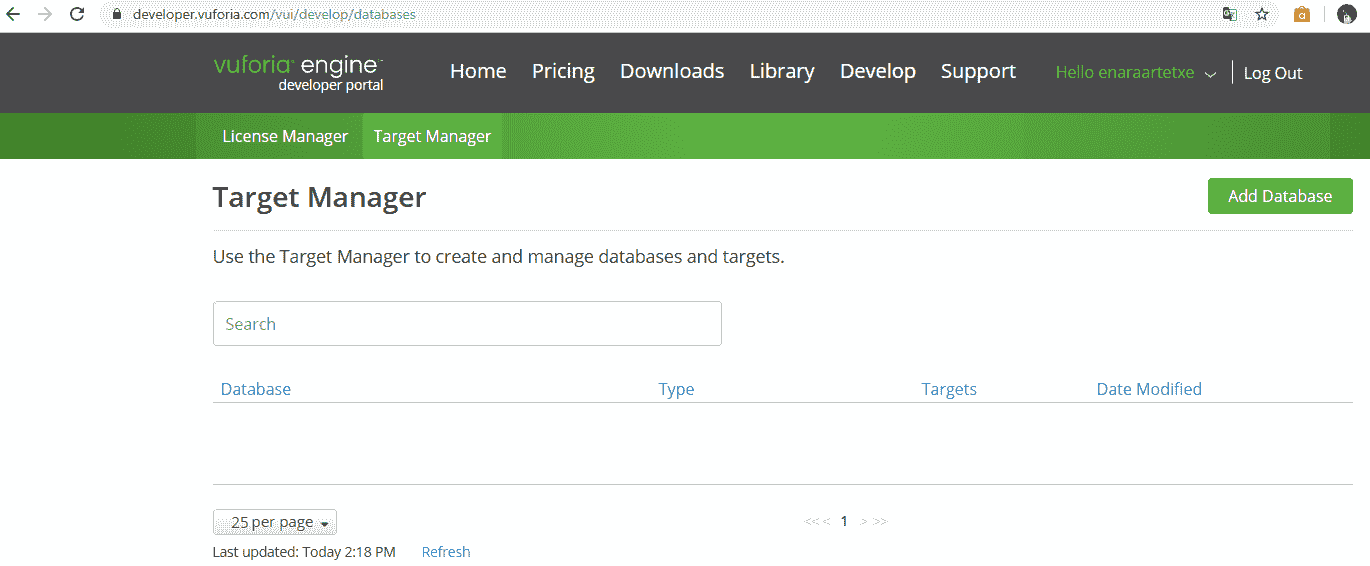 developer.vuforia.com/vui/develop/databases
vuforia engine™
developer portal
Home Pricing Downloads Library Develop Support Hello enaraartetxe Log Out
License Manager Target Manager
Target Manager Add Database
Use the Target Manager to create and manage databases and targets.
Search
Database Type Targets Date Modified
25 per page << < 1 > >>
Last updated: Today 2:18 PM Refresh